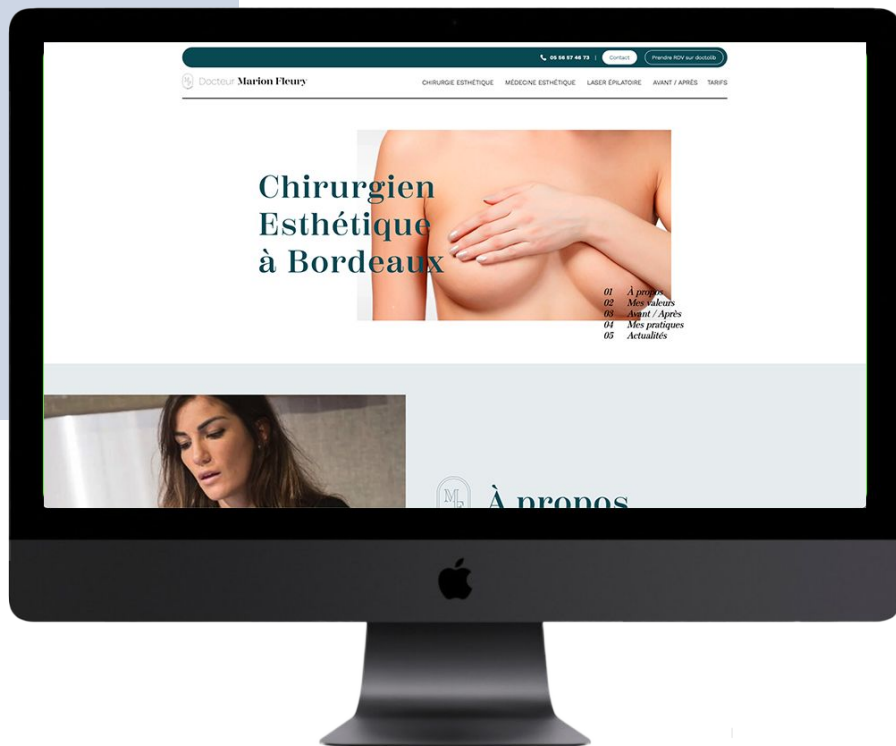 05 56 57 46 73 | Contact Prendre RDV sur doctolib
Docteur Marion Fleury
CHIRURGIE ESTHÉTIQUE MÉDECINE ESTHÉTIQUE LASER ÉPILATOIRE AVANT / APRÈS TARIFS
Chirurgien
Esthétique
à Bordeaux
01 À propos
02 Mes valeurs
03 Avant / Après
04 Mes pratiques
05 Actualités
À propos